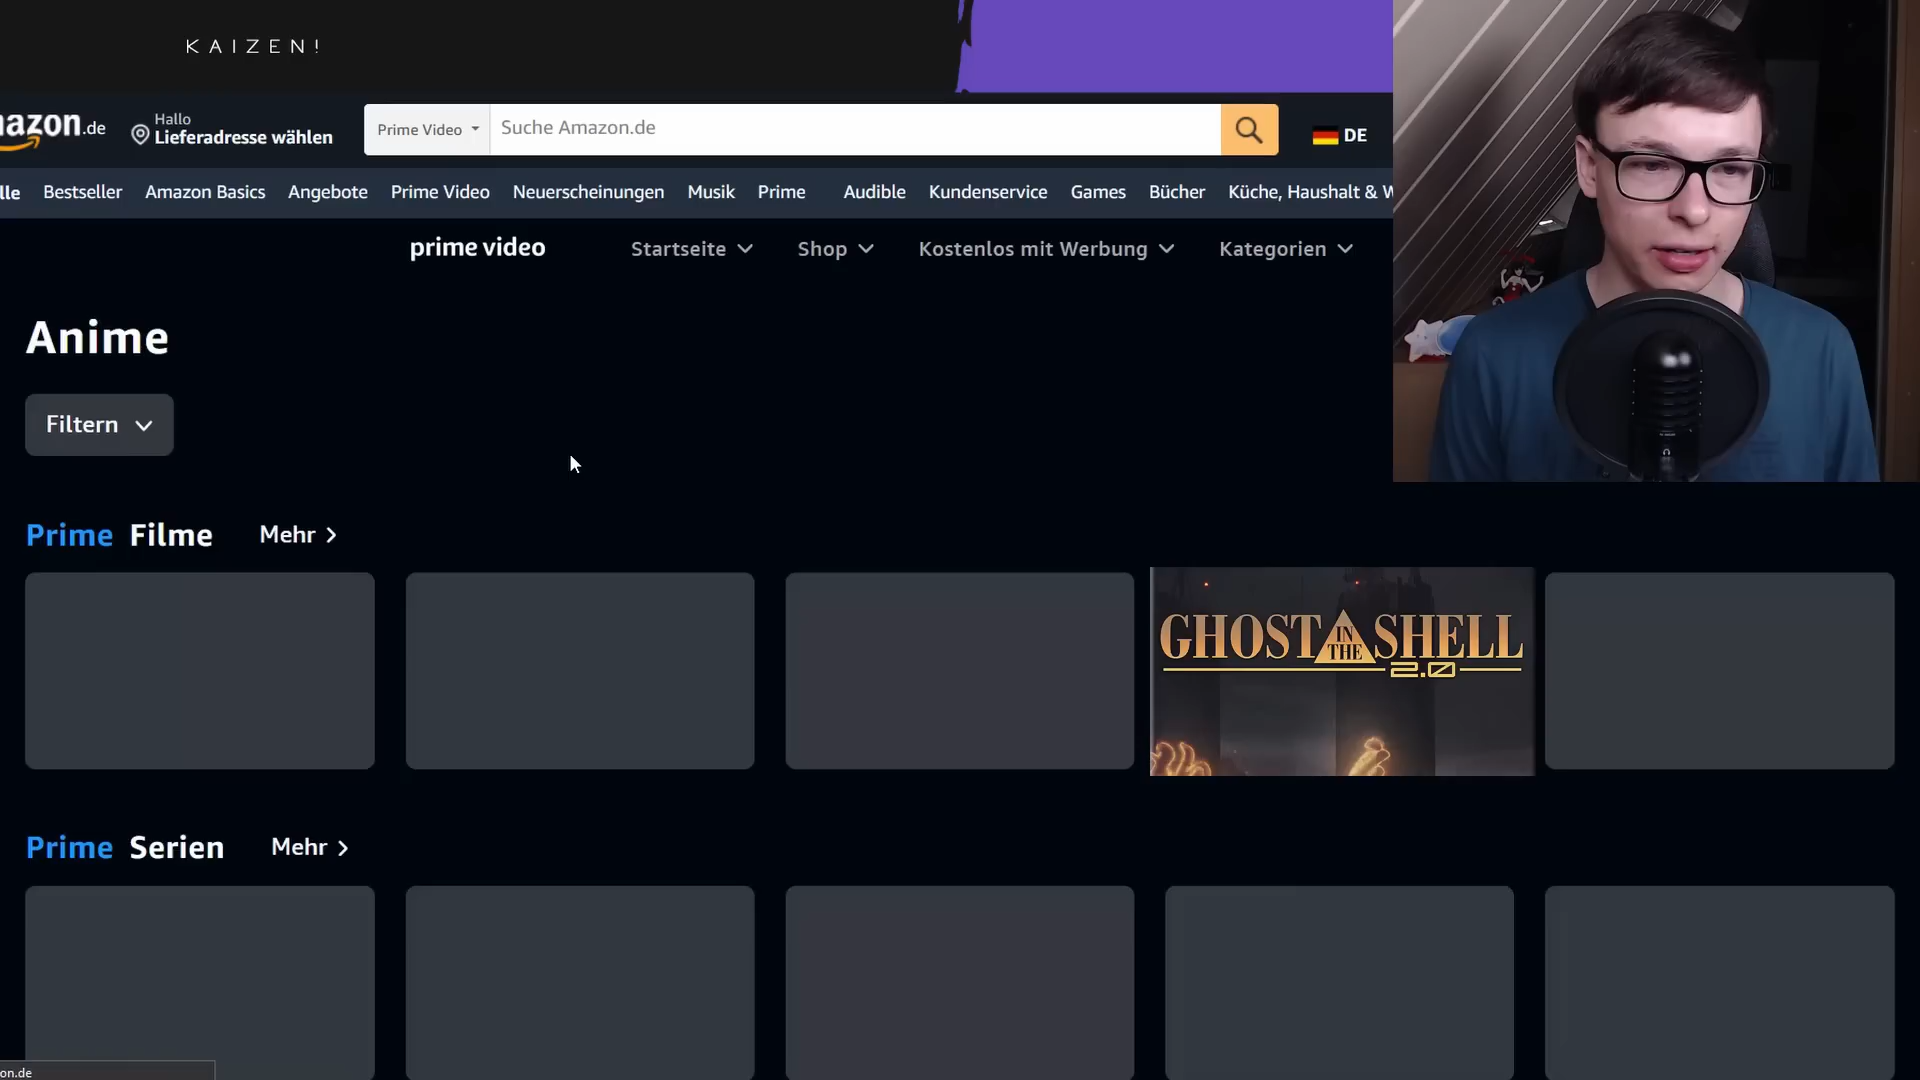 KAIZEN!
mazon.de
Hallo
Lieferadresse wählen
Prime Video
Suche Amazon.de
DE
lle
Bestseller
Amazon Basics
Angebote
Prime Video
Neuerscheinungen
Musik
Prime
Audible
Kundenservice
Games
Bücher
Küche, Haushalt & W
prime video
Startseite
Shop
Kostenlos mit Werbung
Kategorien
Anime
Filtern
Prime Filme
Mehr
GHOST IN THE SHELL
2.0
Prime Serien
Mehr
on.de